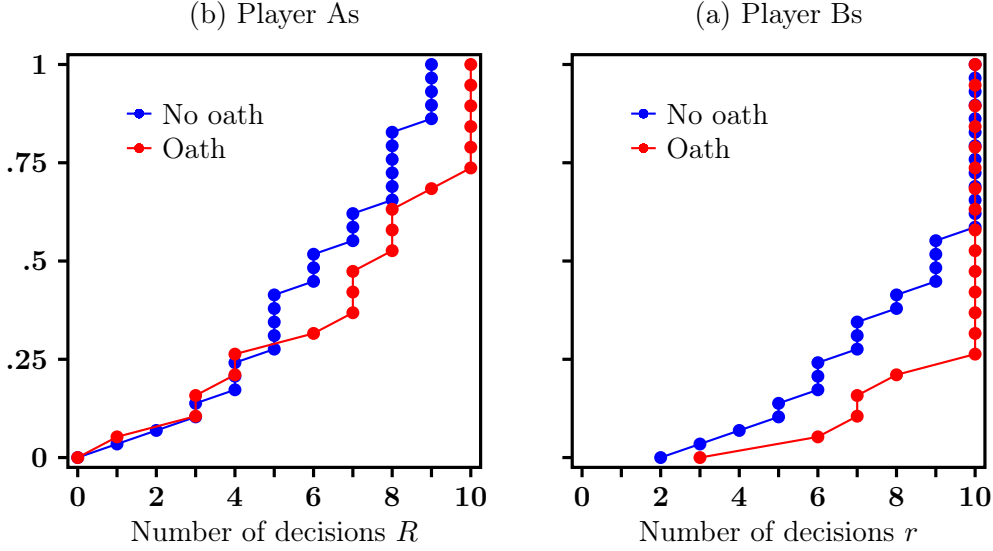 (b) Player As
1
.75
.5
.25
0
No oath
Oath
0 2 4 6 8 10
Number of decisions R
(a) Player Bs
No oath
Oath
0 2 4 6 8 10
Number of decisions r